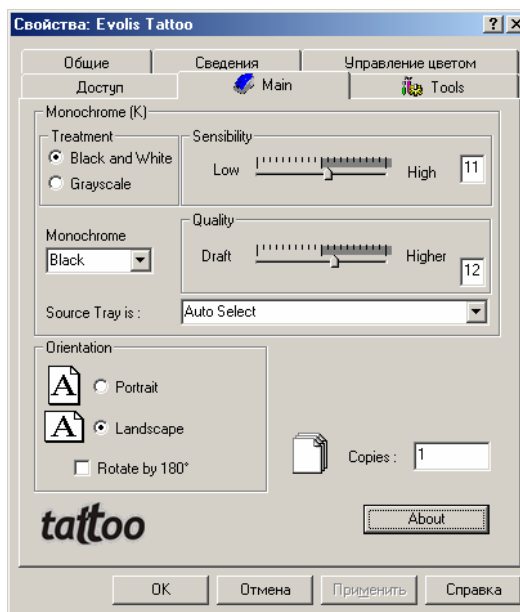 Свойства: Evolis Tattoo
Общие Сведения Управление цветом
Доступ Main Tools
Monochrome (K)
Treatment Sensibility
Black and White
Low High 11
Grayscale
Quality
Monochrome
Black
Draft Higher
12
Source Tray is : Auto Select
Orientation
A Portrait
A Landscape
Rotate by 180°
Copies : 1
tattoo
About
OK Отмена Применить Справка